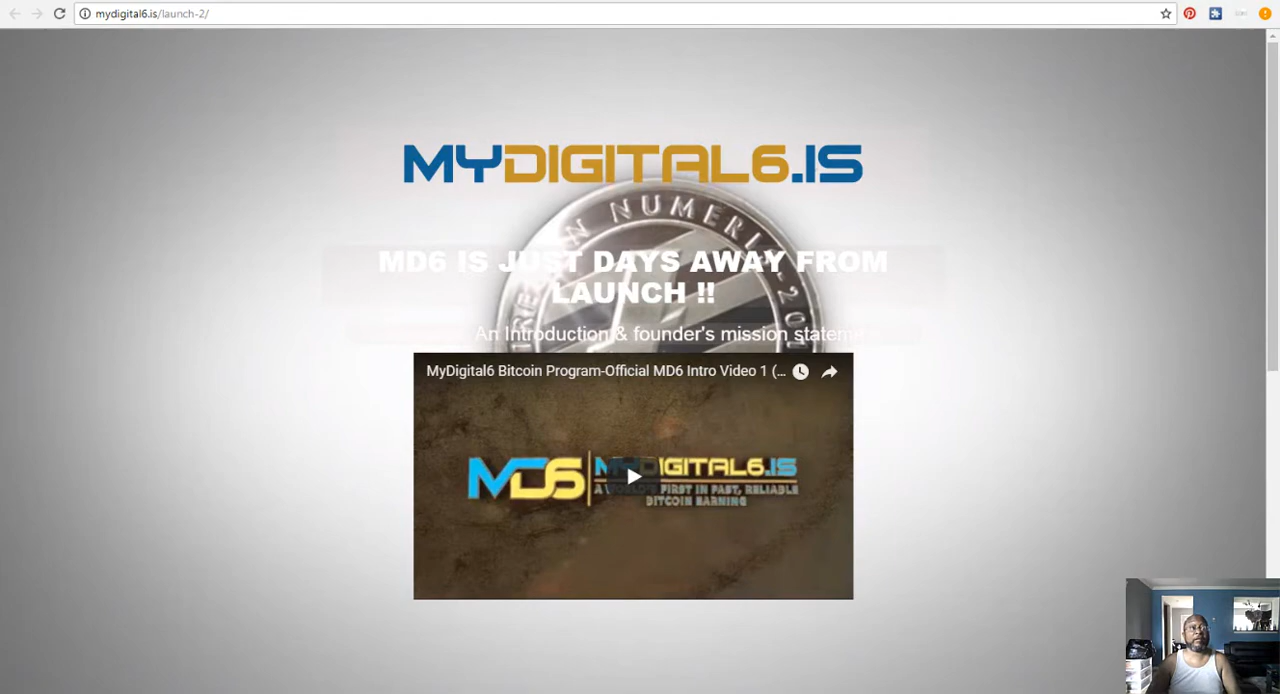 mydigital6.is/launch-2/
MYDIGITAL6.IS
NUMERI
MD6 IS JUST DAYS AWAY FROM
LAUNCH !!
An Introduction & founder's mission
MyDigital6 Bitcoin Program-Official MD6 Intro Video 1 (...
MD6 MYDIGITAL6.IS
FIRST IN FAST, RELIABLE
BITCOIN EARNING